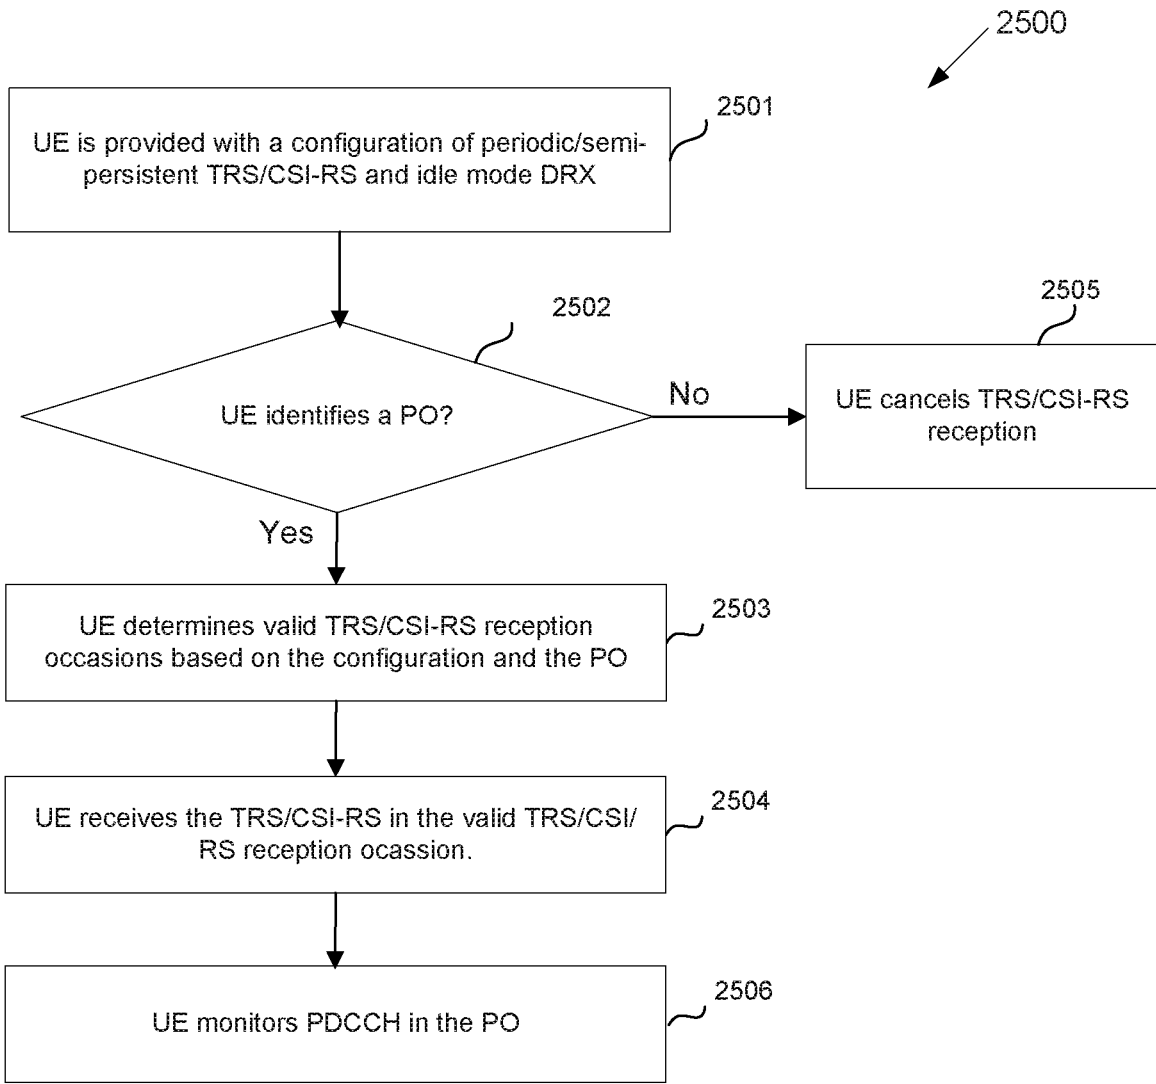 2500
2501
UE is provided with a configuration of periodic/semi-
persistent TRS/CSI-RS and idle mode DRX
2502
UE identifies a PO?
No
2505
UE cancels TRS/CSI-RS
reception
Yes
2503
UE determines valid TRS/CSI-RS reception
occasions based on the configuration and the PO
2504
UE receives the TRS/CSI-RS in the valid TRS/CSI/
RS reception ocassion.
2506
UE monitors PDCCH in the PO